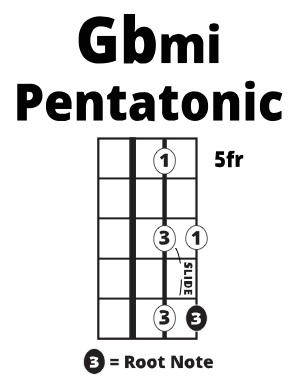 Gbmi
Pentatonic
1 5fr
3 1
SLIDE
3 3
3 = Root Note